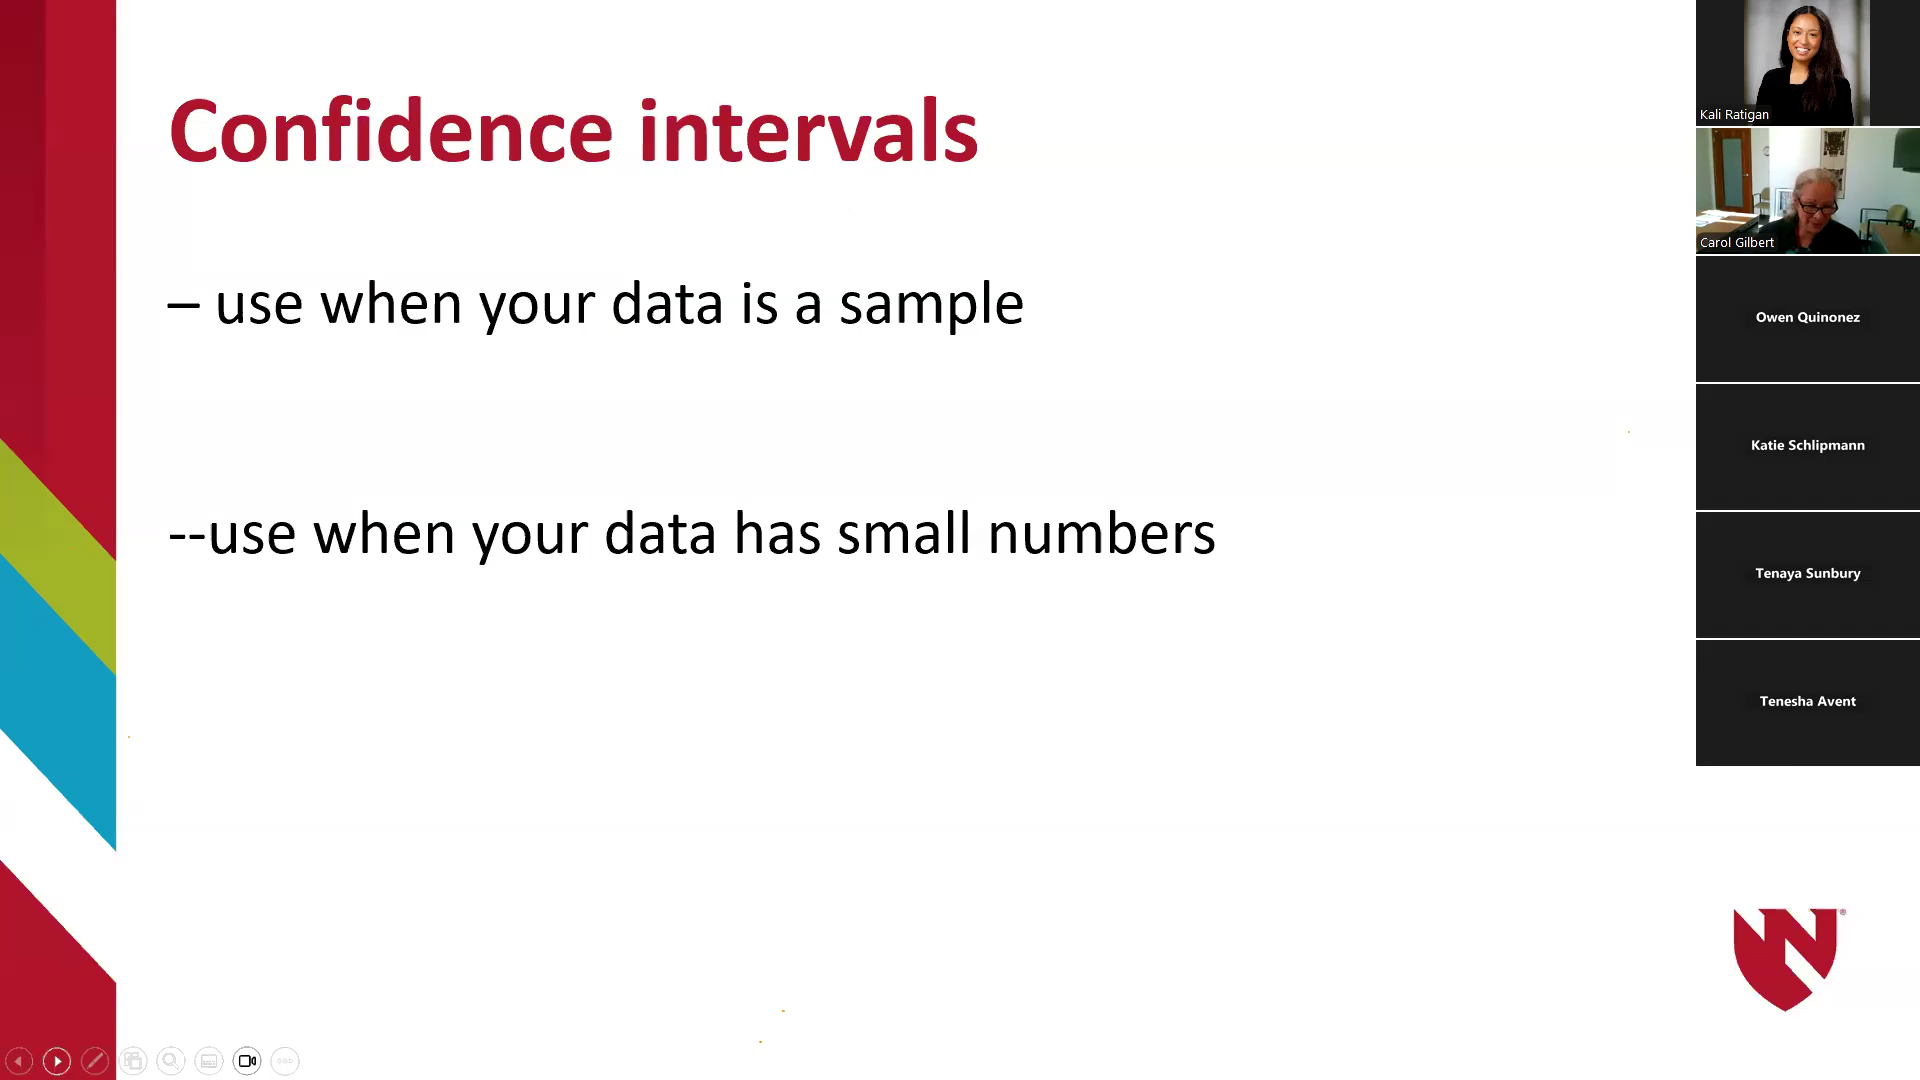 Confidence intervals
– use when your data is a sample
--use when your data has small numbers
Kali Ratigan
Carol Gilbert
Owen Quinonez
Katie Schlipmann
Tenaya Sunbury
Tenesha Avent